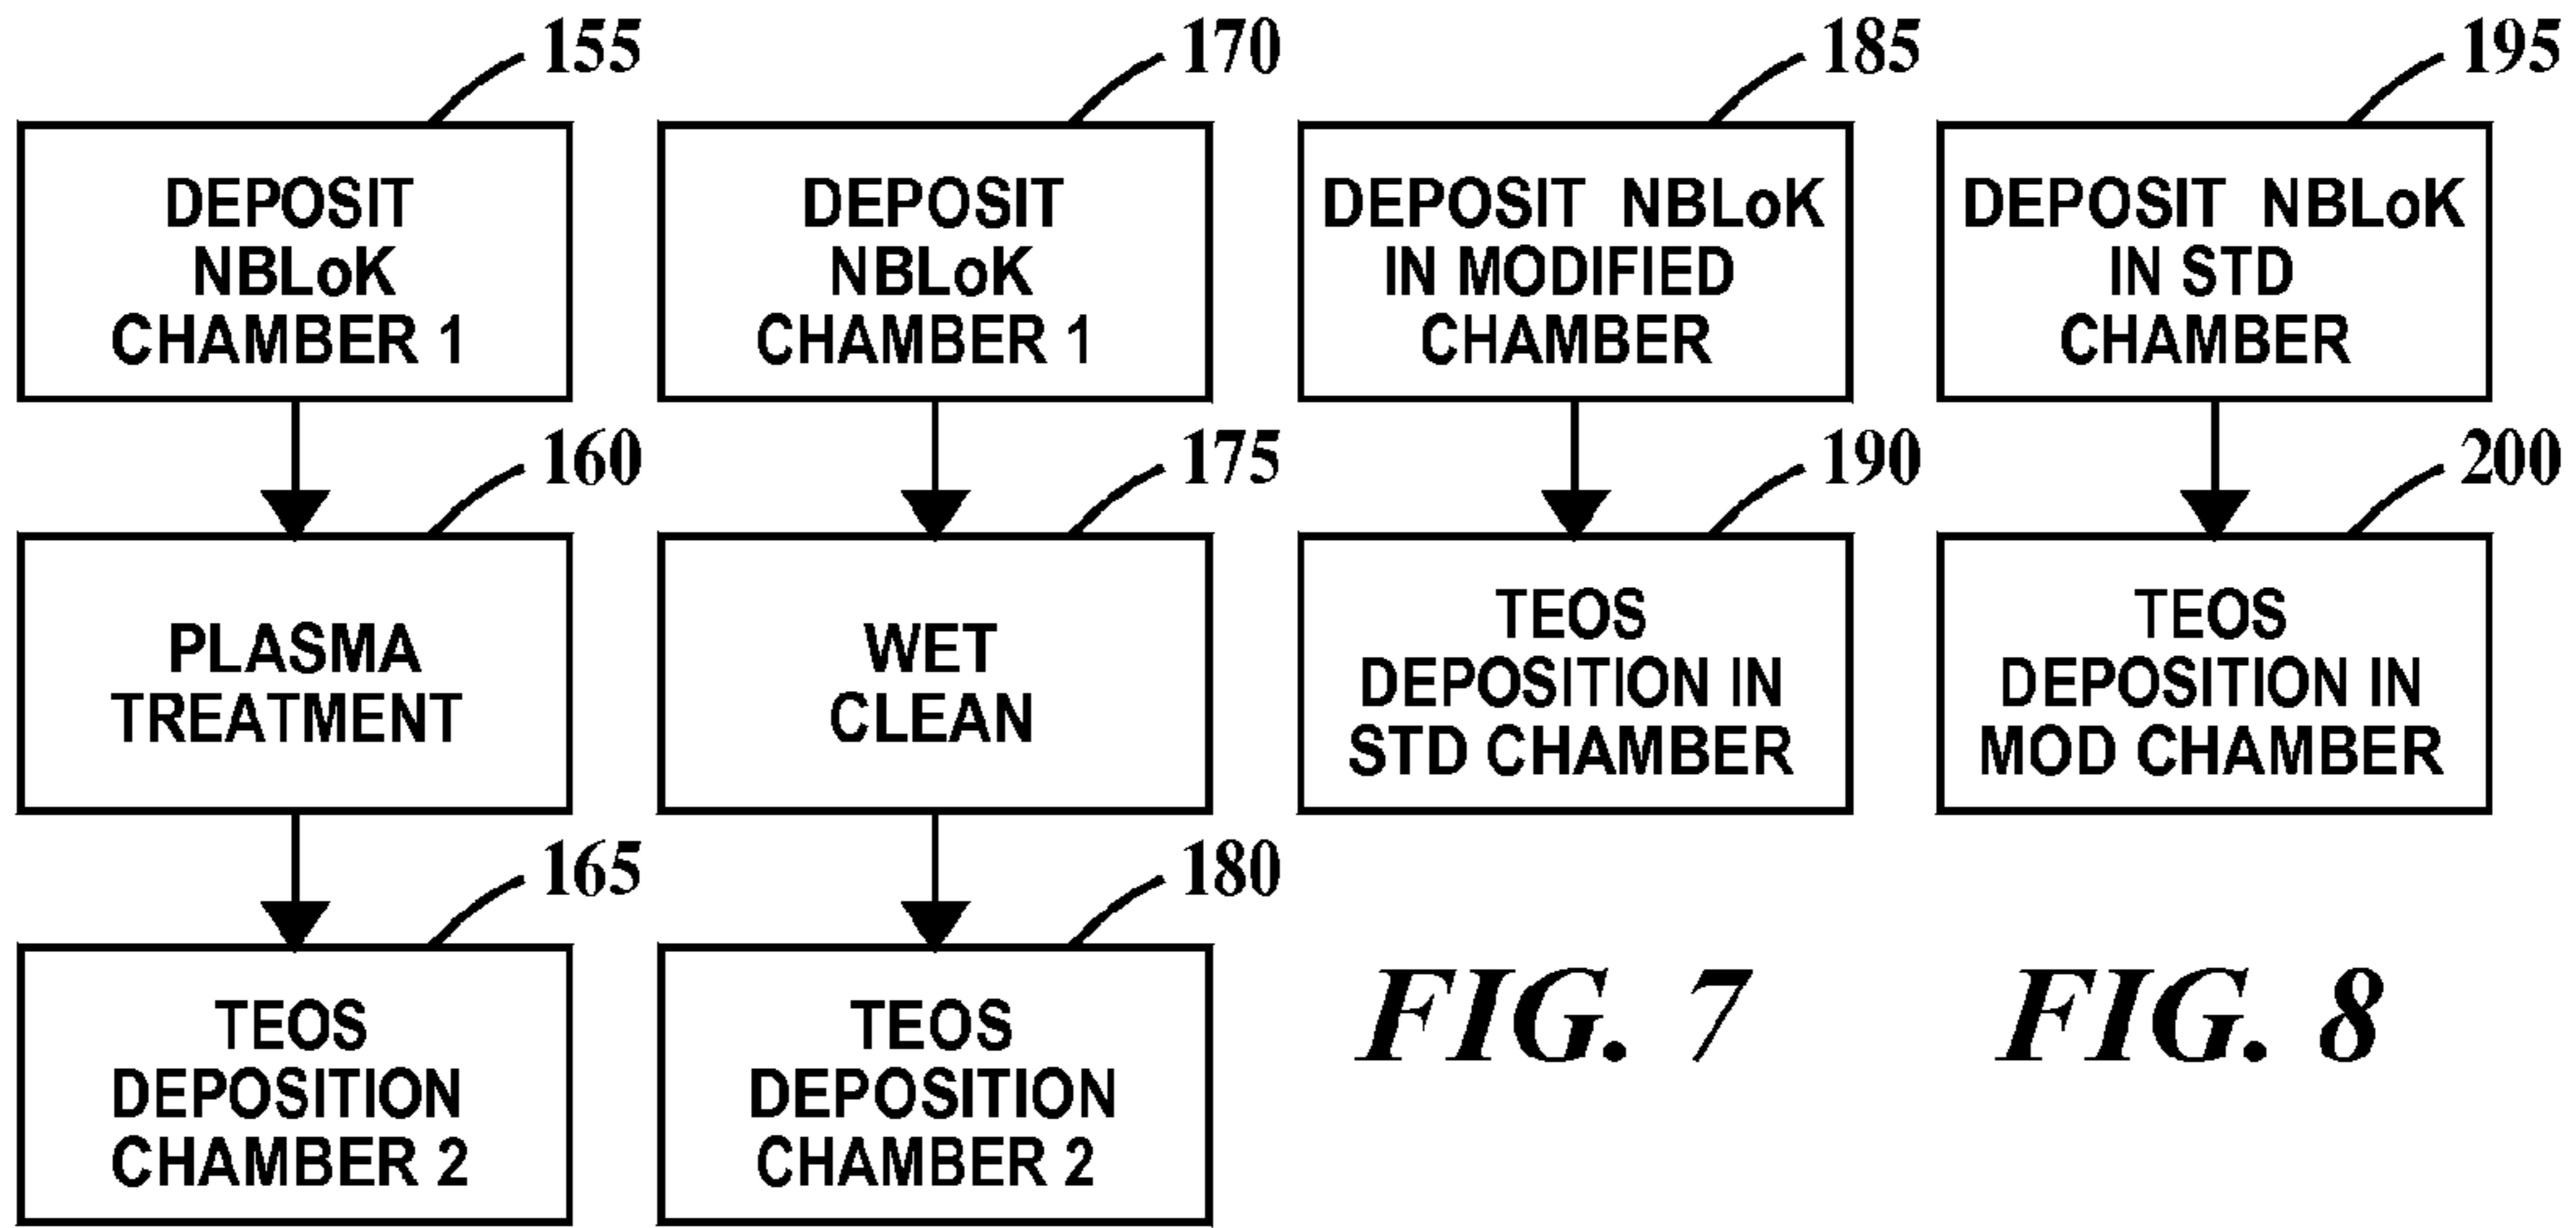 155
DEPOSIT
NBLoK
CHAMBER 1
160
PLASMA
TREATMENT
165
TEOS
DEPOSITION
CHAMBER 2
170
DEPOSIT
NBLoK
CHAMBER 1
175
WET
CLEAN
180
TEOS
DEPOSITION
CHAMBER 2
185
DEPOSIT NBLoK
IN MODIFIED
CHAMBER
190
TEOS
DEPOSITION IN
STD CHAMBER
FIG. 7
195
DEPOSIT NBLoK
IN STD
CHAMBER
200
TEOS
DEPOSITION IN
MOD CHAMBER
FIG. 8